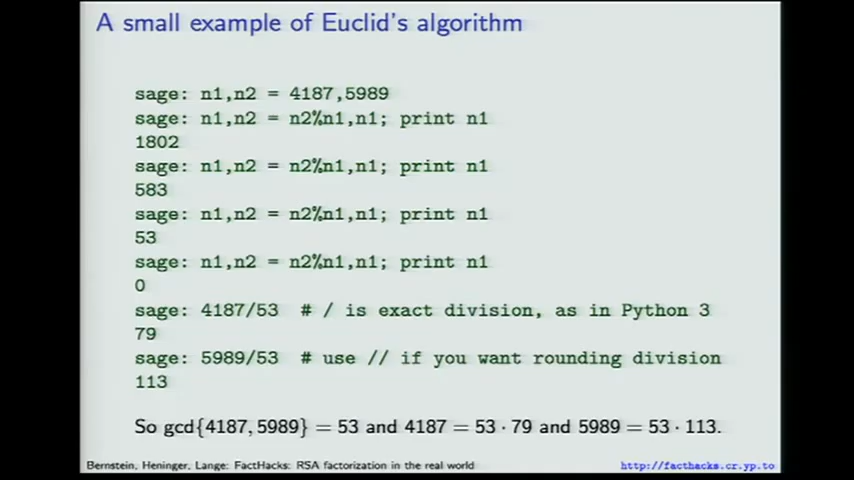 A small example of Euclid's algorithm
sage: n1,n2 = 4187,5989
sage: n1,n2 = n2%n1,n1; print n1
1802
sage: n1,n2 = n2%n1,n1; print n1
583
sage: n1,n2 = n2%n1,n1; print n1
53
sage: n1,n2 = n2%n1,n1; print n1
0
sage: 4187/53 # / is exact division, as in Python 3
79
sage: 5989/53 # use // if you want rounding division
113
So gcd{4187, 5989} = 53 and 4187 = 53 · 79 and 5989 = 53 · 113.
Bernstein, Heninger, Lange: FactHacks: RSA factorization in the real world
http://facthacks.cr.yp.to